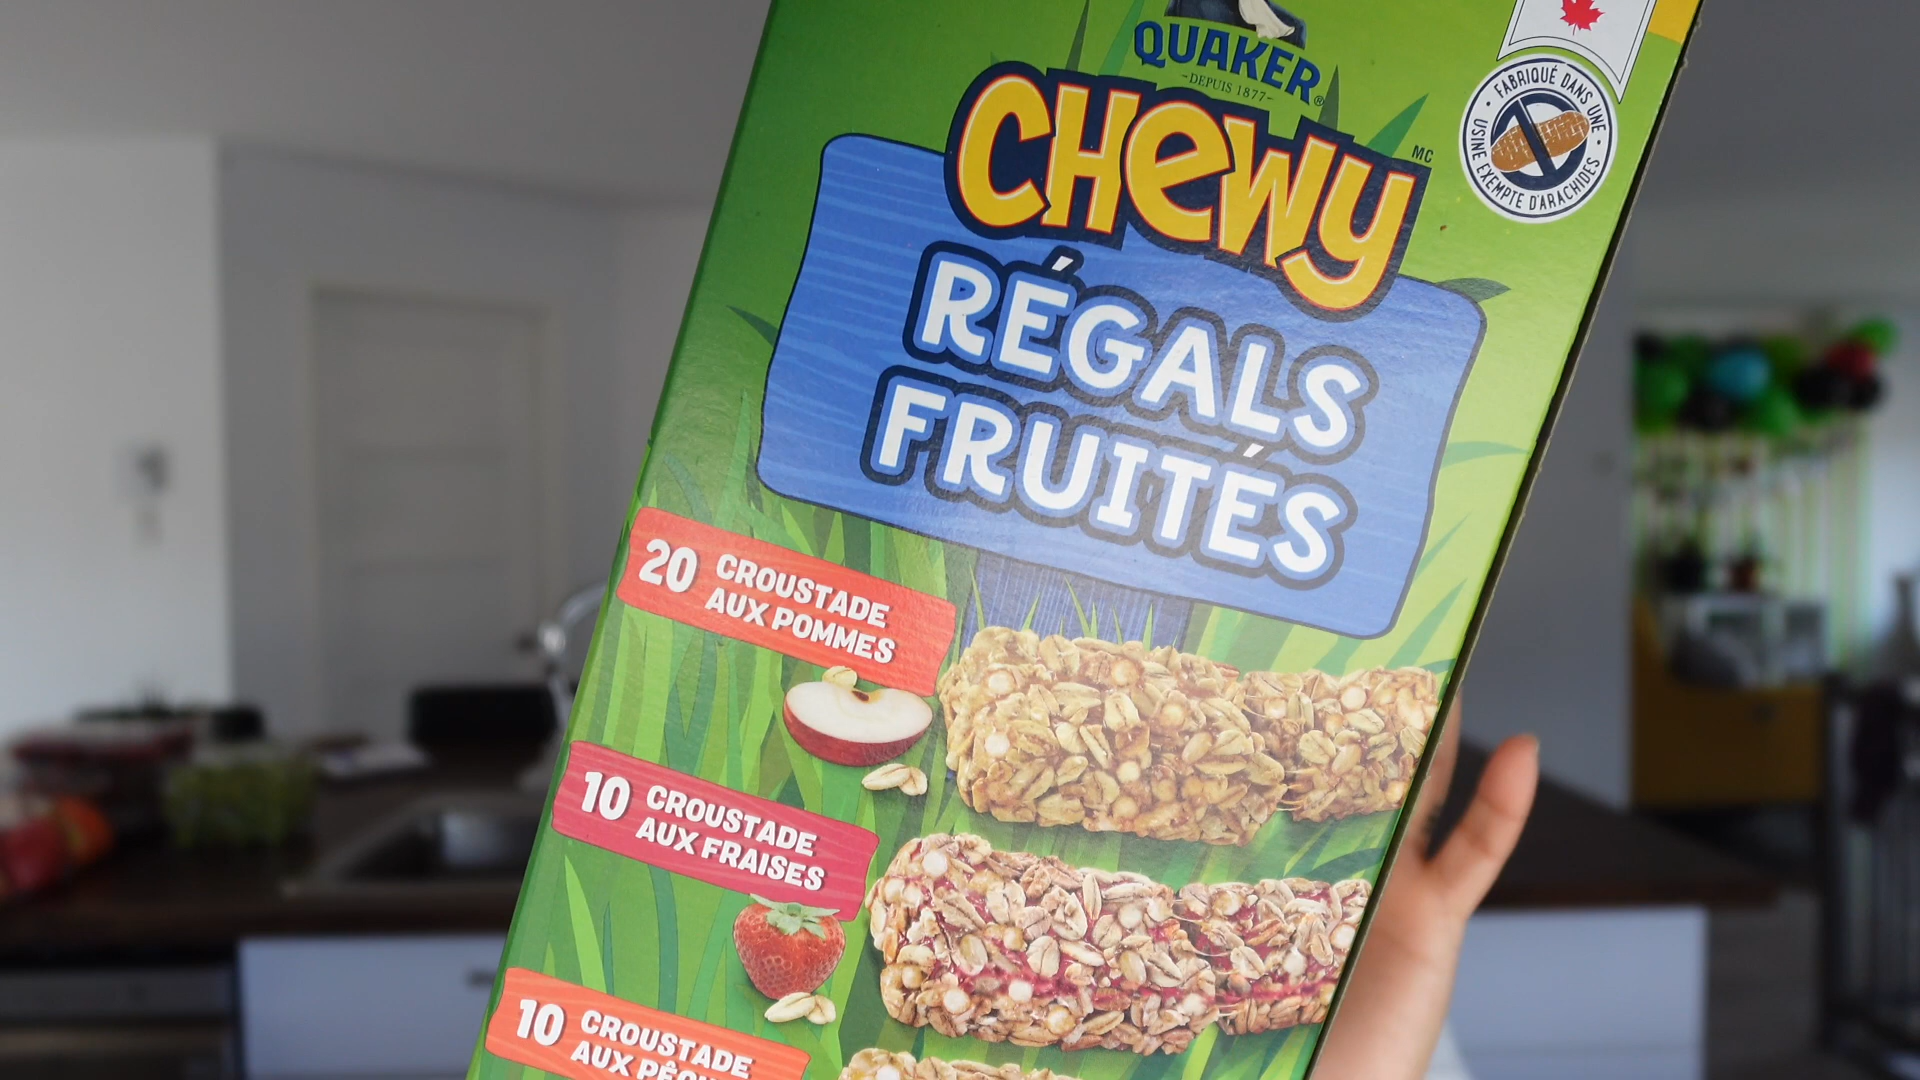 QUAKER®
-DEPUIS 1877-
CHEWY MC
RÉGALS
FRUITÉS
• FABRIQUÉ DANS UNE •
USINE EXEMPTE D'ARACHIDES
20 CROUSTADE
AUX POMMES
10 CROUSTADE
AUX FRAISES
10 CROUSTADE
AUX